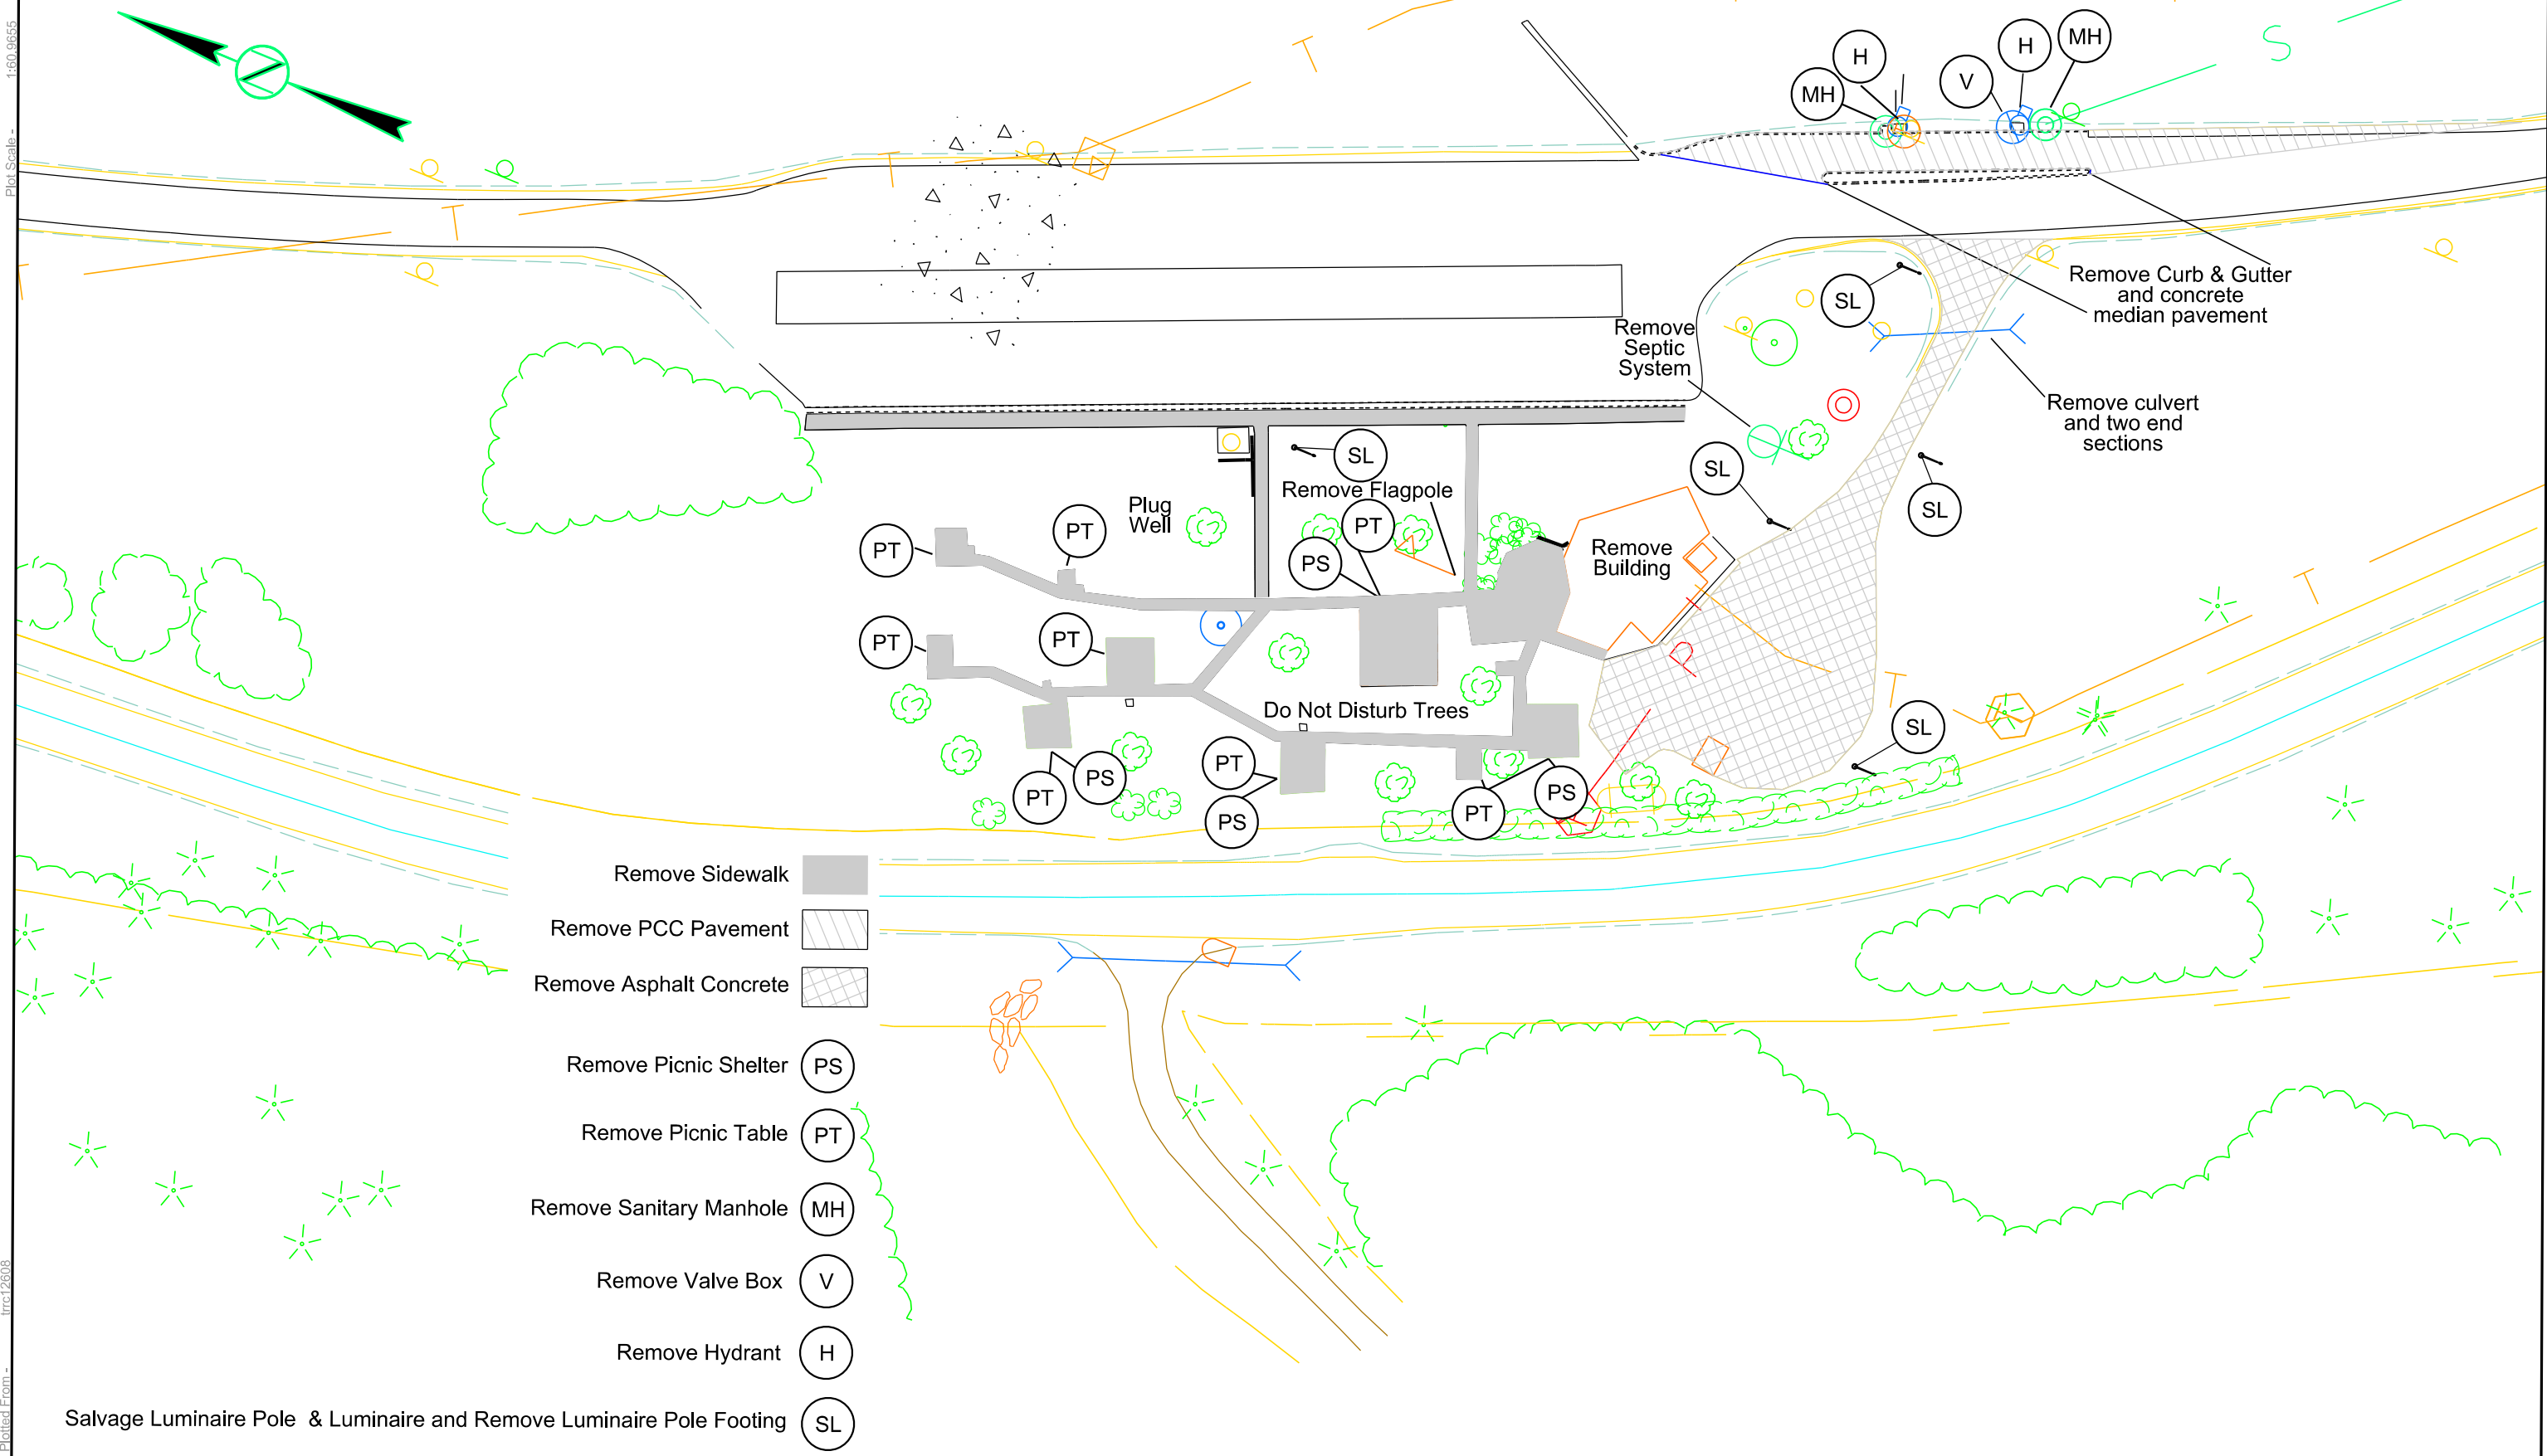 Plot Scale - 1:60.9655
trrc12608
Plotted From -
T
T
T
T
H
MH
V
H
MH
S
SL
Remove Curb & Gutter
and concrete
median pavement
Remove
Septic
System
Remove culvert
and two end
sections
SL
SL
SL
Remove Flagpole
Plug
Well
PT
PT
PT
PS
Remove
Building
T
PT
PT
P
T
Do Not Disturb Trees
SL
PT
PS
PT
PS
PT
PS
Remove Sidewalk
Remove PCC Pavement
Remove Asphalt Concrete
Remove Picnic Shelter PS
Remove Picnic Table PT
Remove Sanitary Manhole MH
Remove Valve Box V
Remove Hydrant H
Salvage Luminaire Pole & Luminaire and Remove Luminaire Pole Footing SL